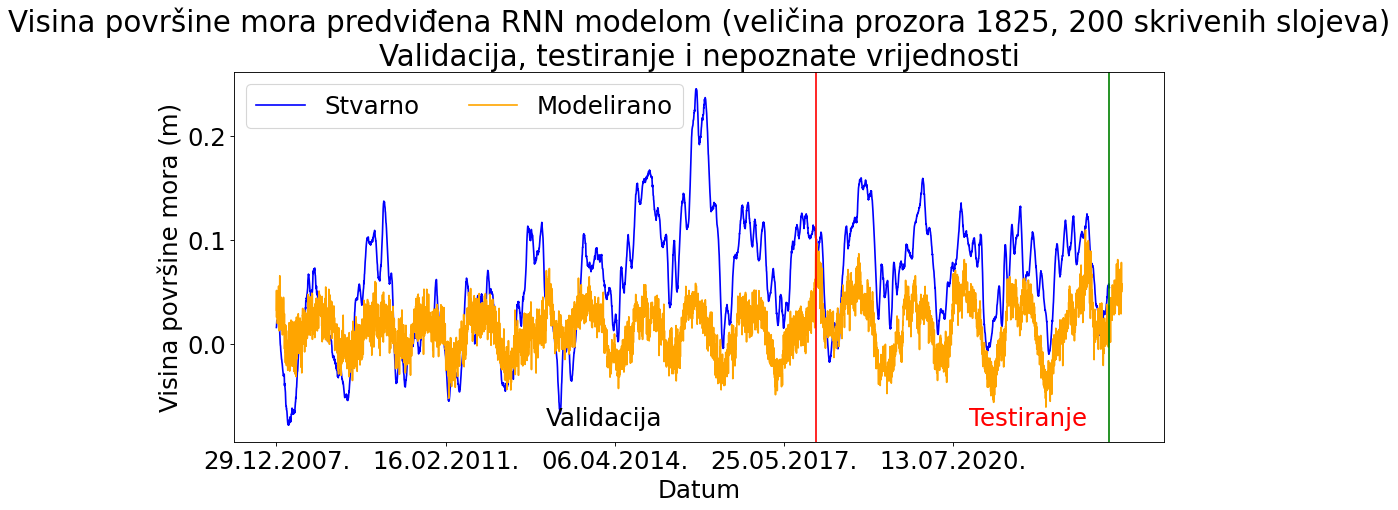 Visina površine mora predviđena RNN modelom (veličina prozora 1825, 200 skrivenih slojeva)
Validacija, testiranje i nepoznate vrijednosti
Stvarno
Modelirano
Visina površine mora (m)
0.2
0.1
0.0
Validacija
Testiranje
29.12.2007.
16.02.2011.
06.04.2014.
25.05.2017.
13.07.2020.
Datum